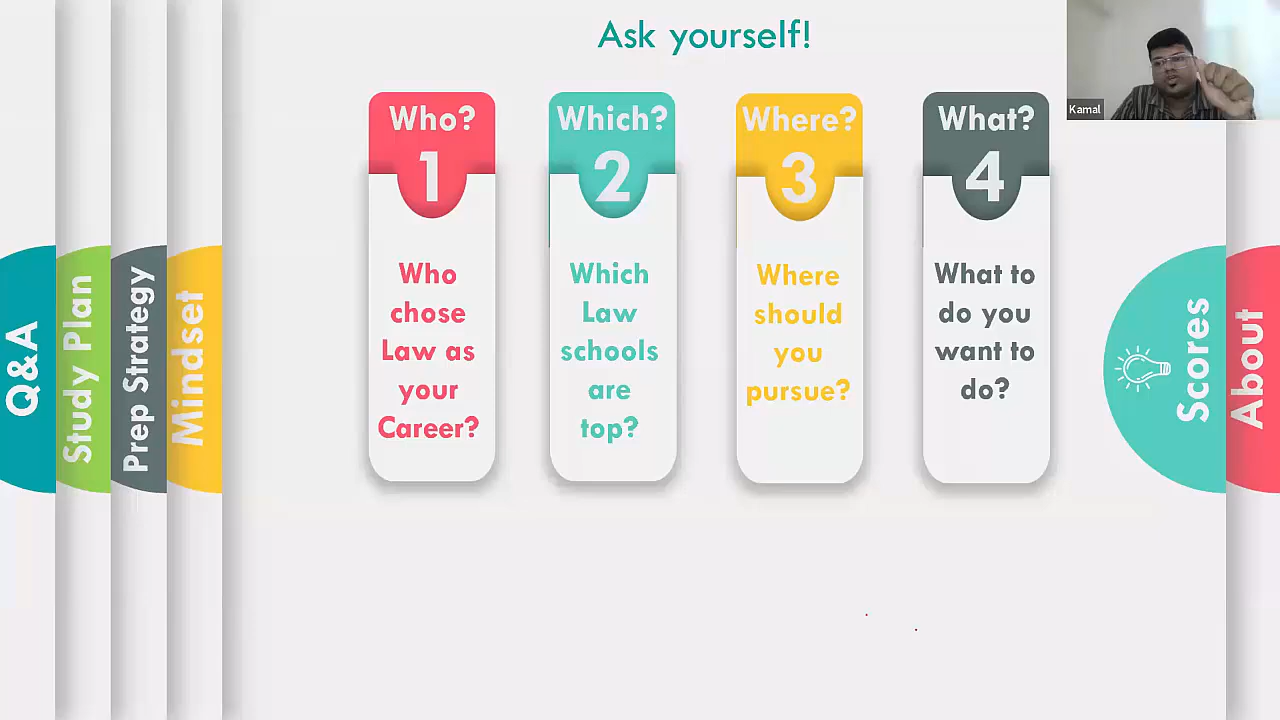 Ask yourself!
Kamal
Who?
1
Who
chose
Law as
your
Career?
Which?
2
Which
Law
schools
are
top?
Where?
3
Where
should
you
pursue?
What?
4
What to
do you
want to
do?
Q&A
Study Plan
Prep Strategy
Mindset
Scores
About